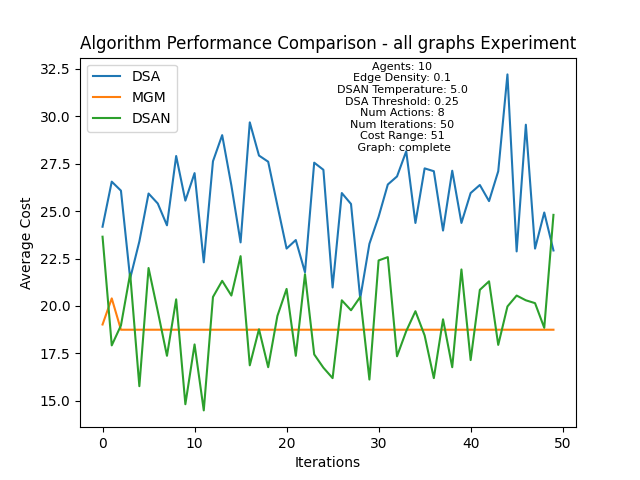 Algorithm Performance Comparison - all graphs Experiment
DSA
MGM
DSAN
Agents: 10
Edge Density: 0.1
DSAN Temperature: 5.0
DSA Threshold: 0.25
Num Actions: 8
Num Iterations: 50
Cost Range: 51
Graph: complete
Average Cost
32.5
30.0
27.5
25.0
22.5
20.0
17.5
15.0
0 10 20 30 40 50
Iterations